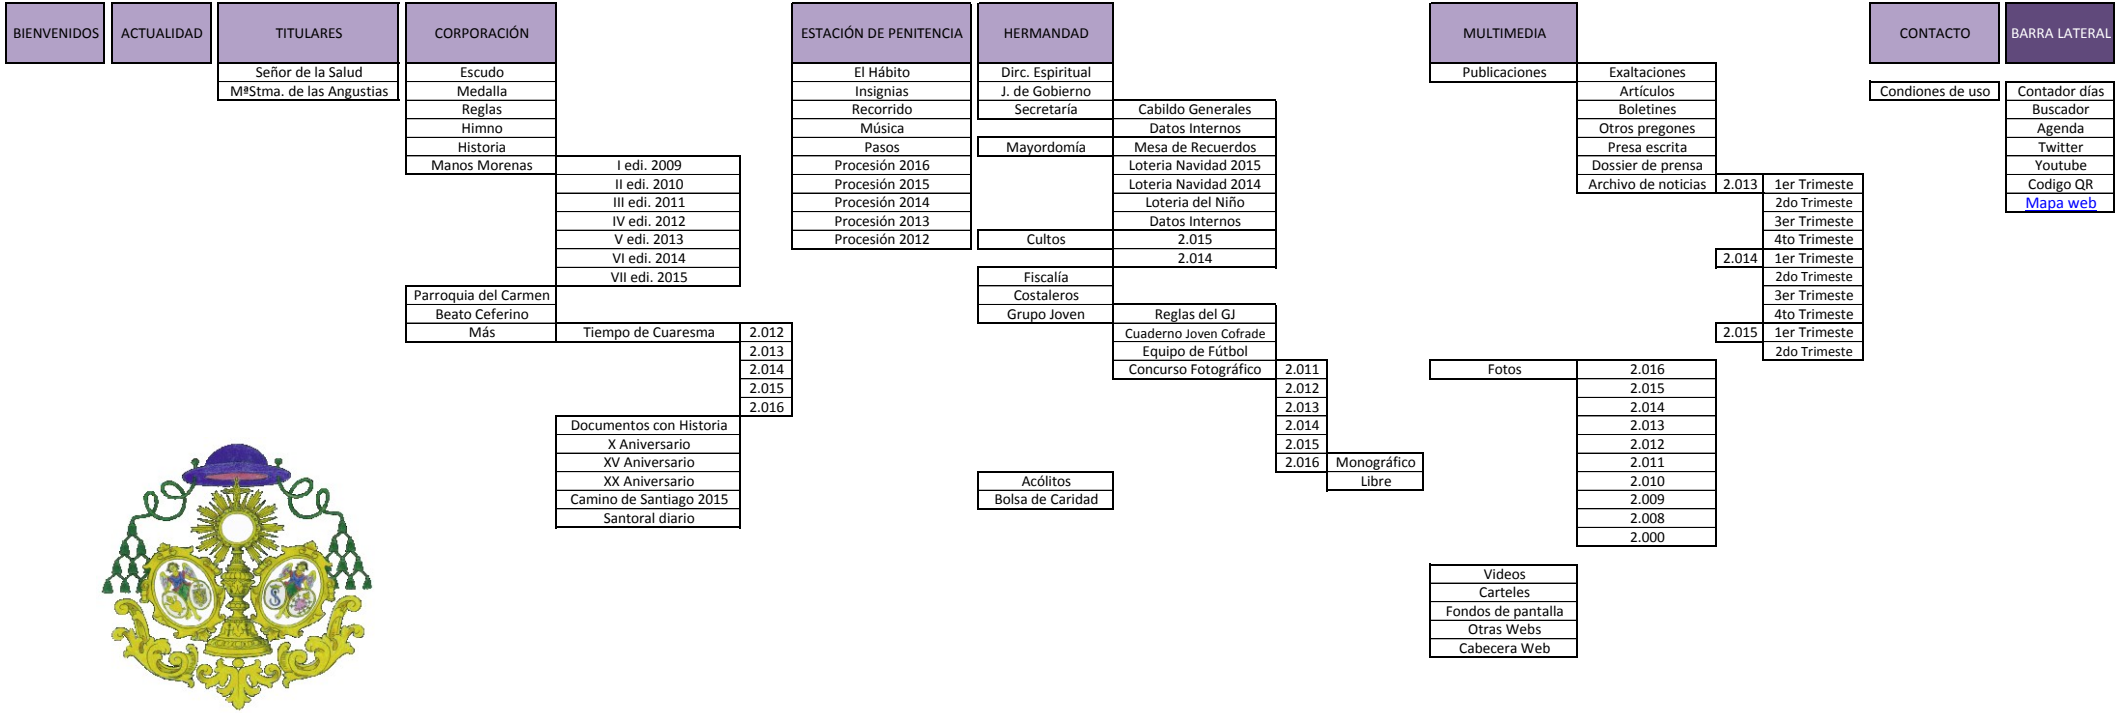 BIENVENIDOS ACTUALIDAD TITULARES CORPORACIÓN ESTACIÓN DE PENITENCIA HERMANDAD MULTIMEDIA CONTACTO BARRA LATERAL
Señor de la Salud Escudo El Hábito Dirc. Espiritual Publicaciones Exaltaciones
MªStma. de las Angustias Medalla Insignias J. de Gobierno Artículos Condiones de uso Contador días
Reglas Recorrido Secretaría Cabildo Generales Boletines Buscador
Himno Música Datos Internos Otros pregones Agenda
Historia Pasos Mayordomía Mesa de Recuerdos Presa escrita Twitter
Manos Morenas I edi. 2009 Procesión 2016 Loteria Navidad 2015 Dossier de prensa Youtube
II edi. 2010 Procesión 2015 Loteria Navidad 2014 Archivo de noticias 2.013 1er Trimeste Codigo QR
III edi. 2011 Procesión 2014 Loteria del Niño 2do Trimeste Mapa web
IV edi. 2012 Procesión 2013 Datos Internos 3er Trimeste
V edi. 2013 Procesión 2012 Cultos 2.015 4to Trimeste
VI edi. 2014 2.014 2.014 1er Trimeste
VII edi. 2015 Fiscalía 2do Trimeste
Parroquia del Carmen Costaleros 3er Trimeste
Beato Ceferino Grupo Joven Reglas del GJ 4to Trimeste
Más Tiempo de Cuaresma 2.012 Cuaderno Joven Cofrade 2.015 1er Trimeste
2.013 Equipo de Fútbol 2do Trimeste
2.014 Concurso Fotográfico 2.011 Fotos 2.016
2.015 2.012 2.015
2.016 2.013 2.014
Documentos con Historia 2.014 2.013
X Aniversario 2.015 2.012
XV Aniversario 2.016 Monográfico 2.011
XX Aniversario Acólitos Libre 2.010
Camino de Santiago 2015 Bolsa de Caridad 2.009
Santoral diario 2.008
2.000
Videos
Carteles
Fondos de pantalla
Otras Webs
Cabecera Web